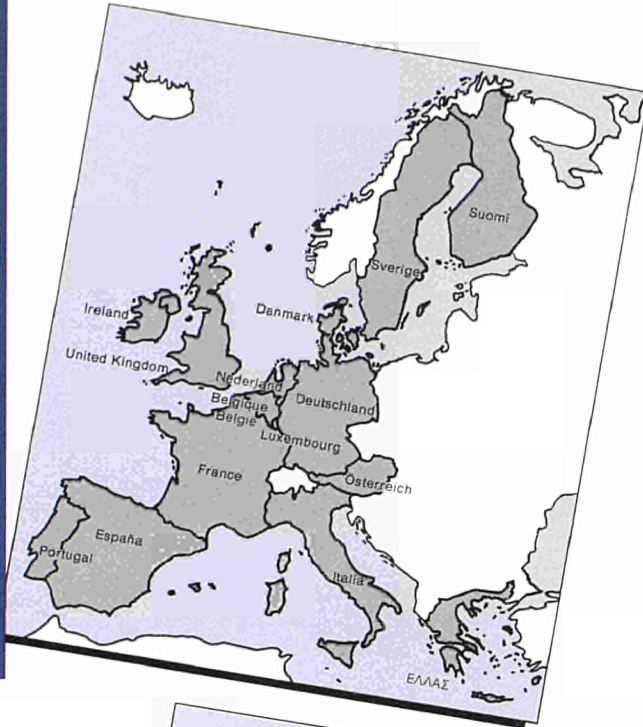 Suomi
Sverige
Ireland
Danmark
United Kingdom
Nederland
Belgique
België
Deutschland
Luxembourg
France
Österreich
España
Portugal
Italia
ΕΛΛΑΣ